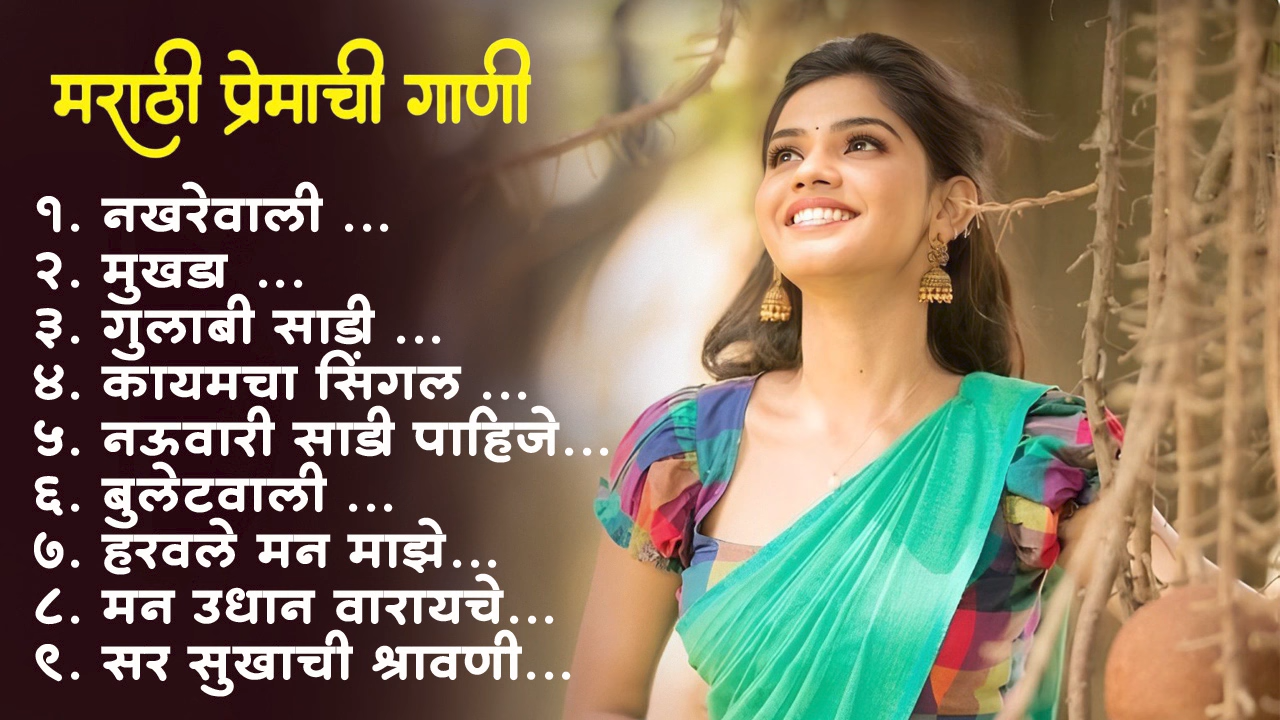 मराठी प्रेमाची गाणी
१. नखरेवाली ...
२. मुखडा ...
३. गुलाबी साडी ...
४. कायमचा सिंगल ...
५. नऊवारी साडी पाहिजे...
६. बुलेटवाली ...
७. हरवले मन माझे...
८. मन उधान वारायचे...
९. सर सुखाची श्रावणी...